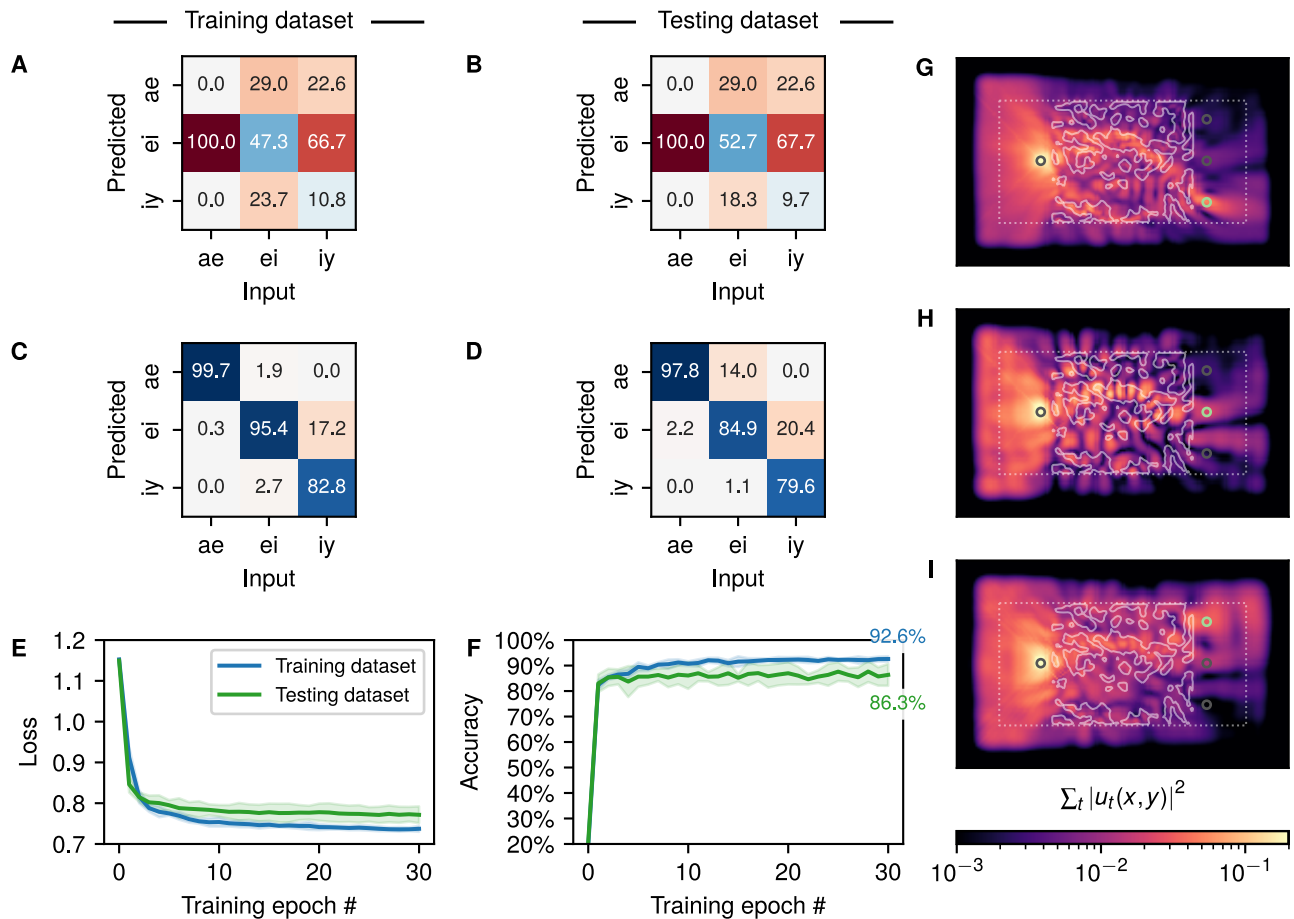 Training dataset
Testing dataset
A
Predicted
ae
ei
iy
0.0 29.0 22.6
100.0 47.3 66.7
0.0 23.7 10.8
ae ei iy
Input
B
Predicted
ae
ei
iy
0.0 29.0 22.6
100.0 52.7 67.7
0.0 18.3 9.7
ae ei iy
Input
C
Predicted
ae
ei
iy
99.7 1.9 0.0
0.3 95.4 17.2
0.0 2.7 82.8
ae ei iy
Input
D
Predicted
ae
ei
iy
97.8 14.0 0.0
2.2 84.9 20.4
0.0 1.1 79.6
ae ei iy
Input
E
Loss
1.2
1.1
1.0
0.9
0.8
0.7
Training dataset
Testing dataset
0 10 20 30
Training epoch #
F
Accuracy
100%
90%
80%
70%
60%
50%
40%
30%
20%
92.6%
86.3%
0 10 20 30
Training epoch #
G
H
I
∑ₜ |uₜ(x, y)|²
10⁻³ 10⁻² 10⁻¹